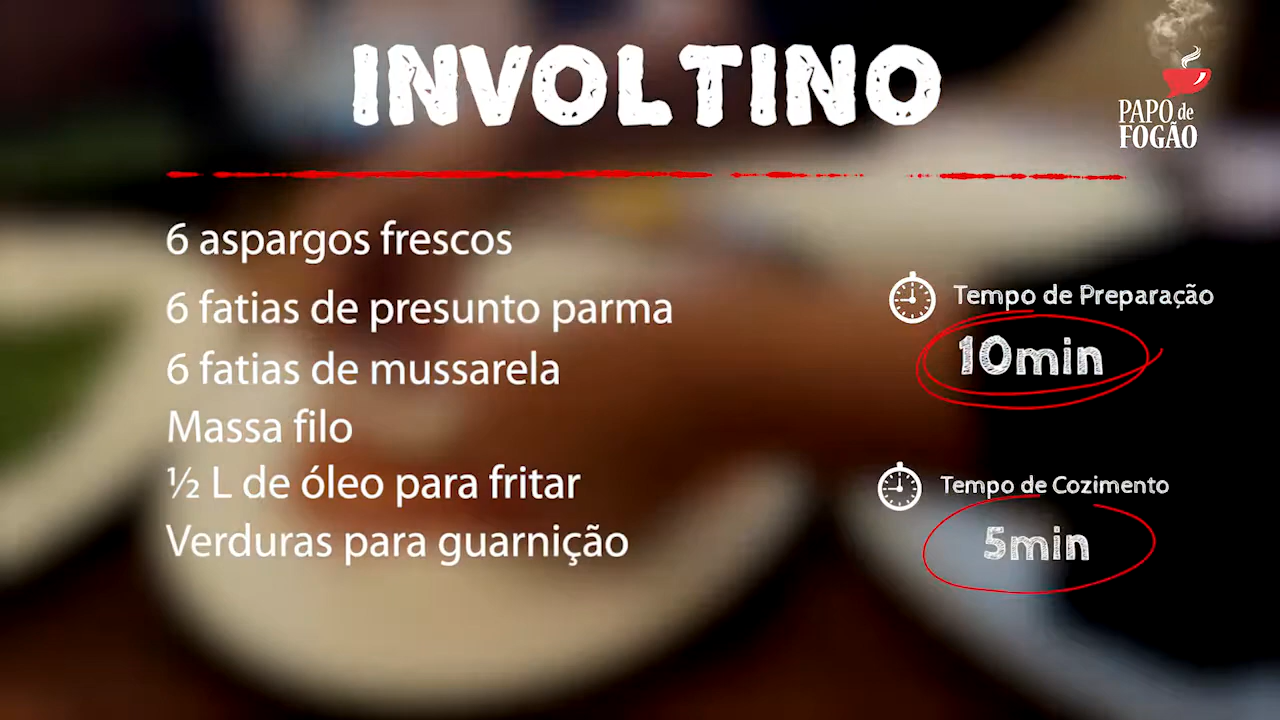 INVOLTINO
PAPO de
FOGÃO
6 aspargos frescos
6 fatias de presunto parma
6 fatias de mussarela
Massa filo
½ L de óleo para fritar
Verduras para guarnição
Tempo de Preparação
10min
Tempo de Cozimento
5min